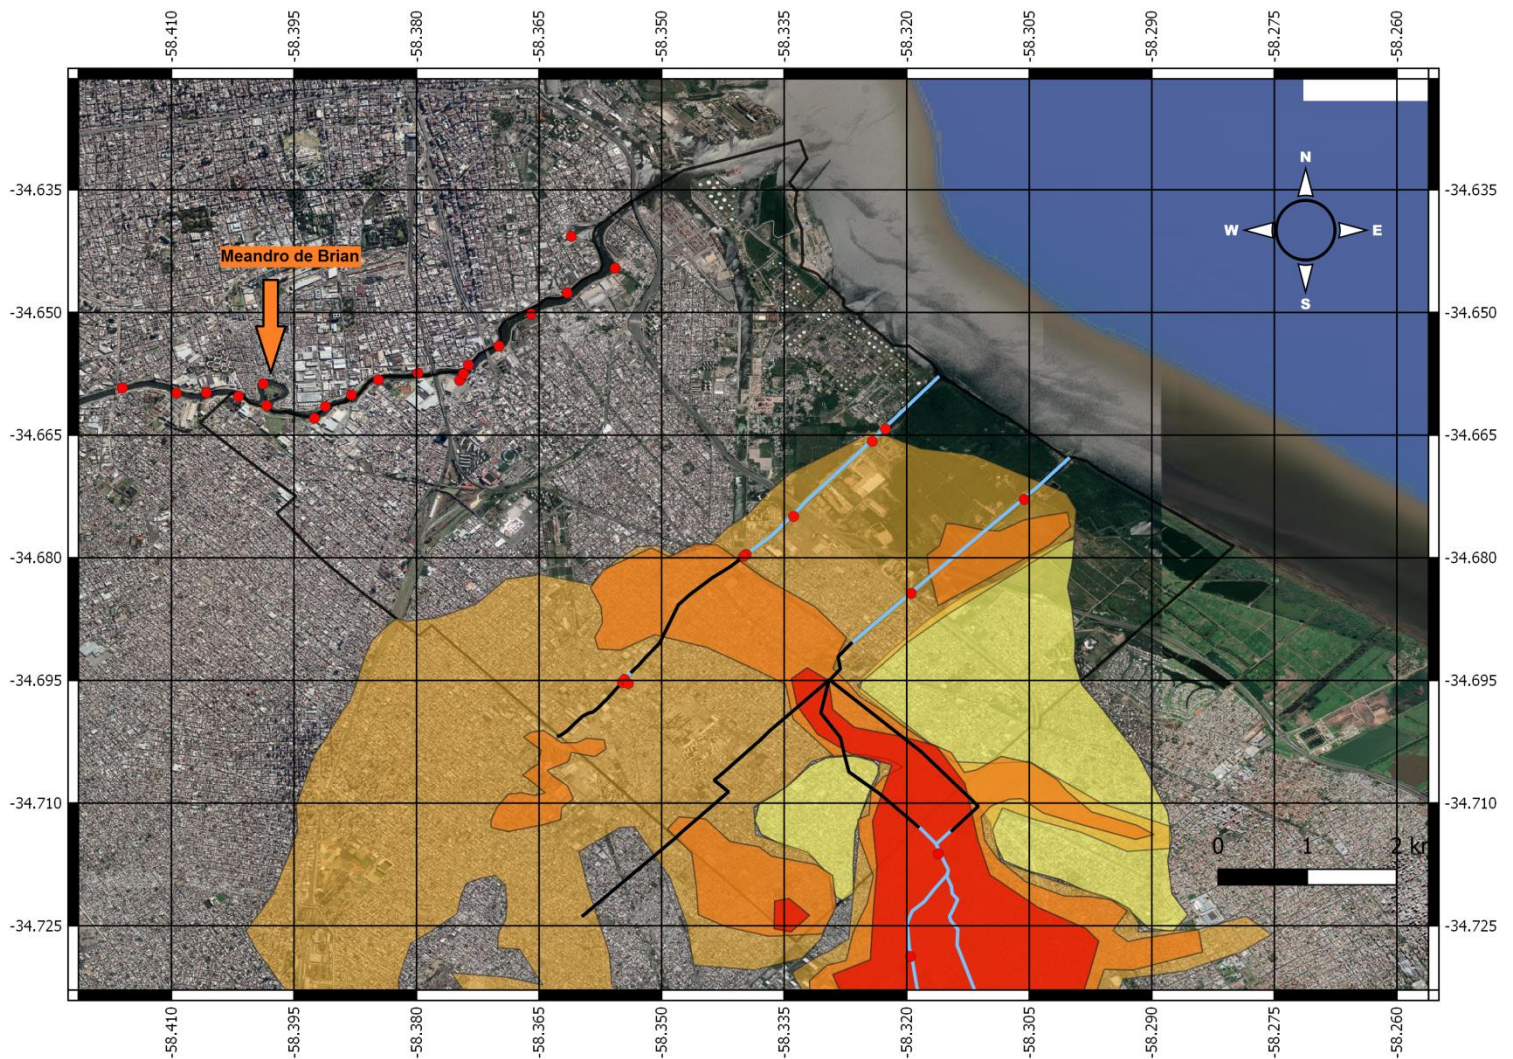 -58.410 -58.395 -58.380 -58.365 -58.350 -58.335 -58.320 -58.305 -58.290 -58.275 -58.260
-34.635 -34.635
-34.650 -34.650
-34.665 -34.665
-34.680 -34.680
-34.695 -34.695
-34.710 -34.710
-34.725 -34.725
N
W E
S
Meandro de Brian
0 1 2 k
-58.410 -58.395 -58.380 -58.365 -58.350 -58.335 -58.320 -58.305 -58.290 -58.275 -58.260